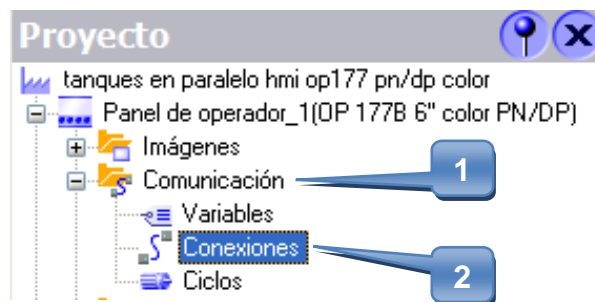 Proyecto
tanques en paralelo hmi op177 pn/dp color
Panel de operador_1(OP 177B 6" color PN/DP)
Imágenes
Comunicación
1
Variables
Conexiones
Ciclos
2